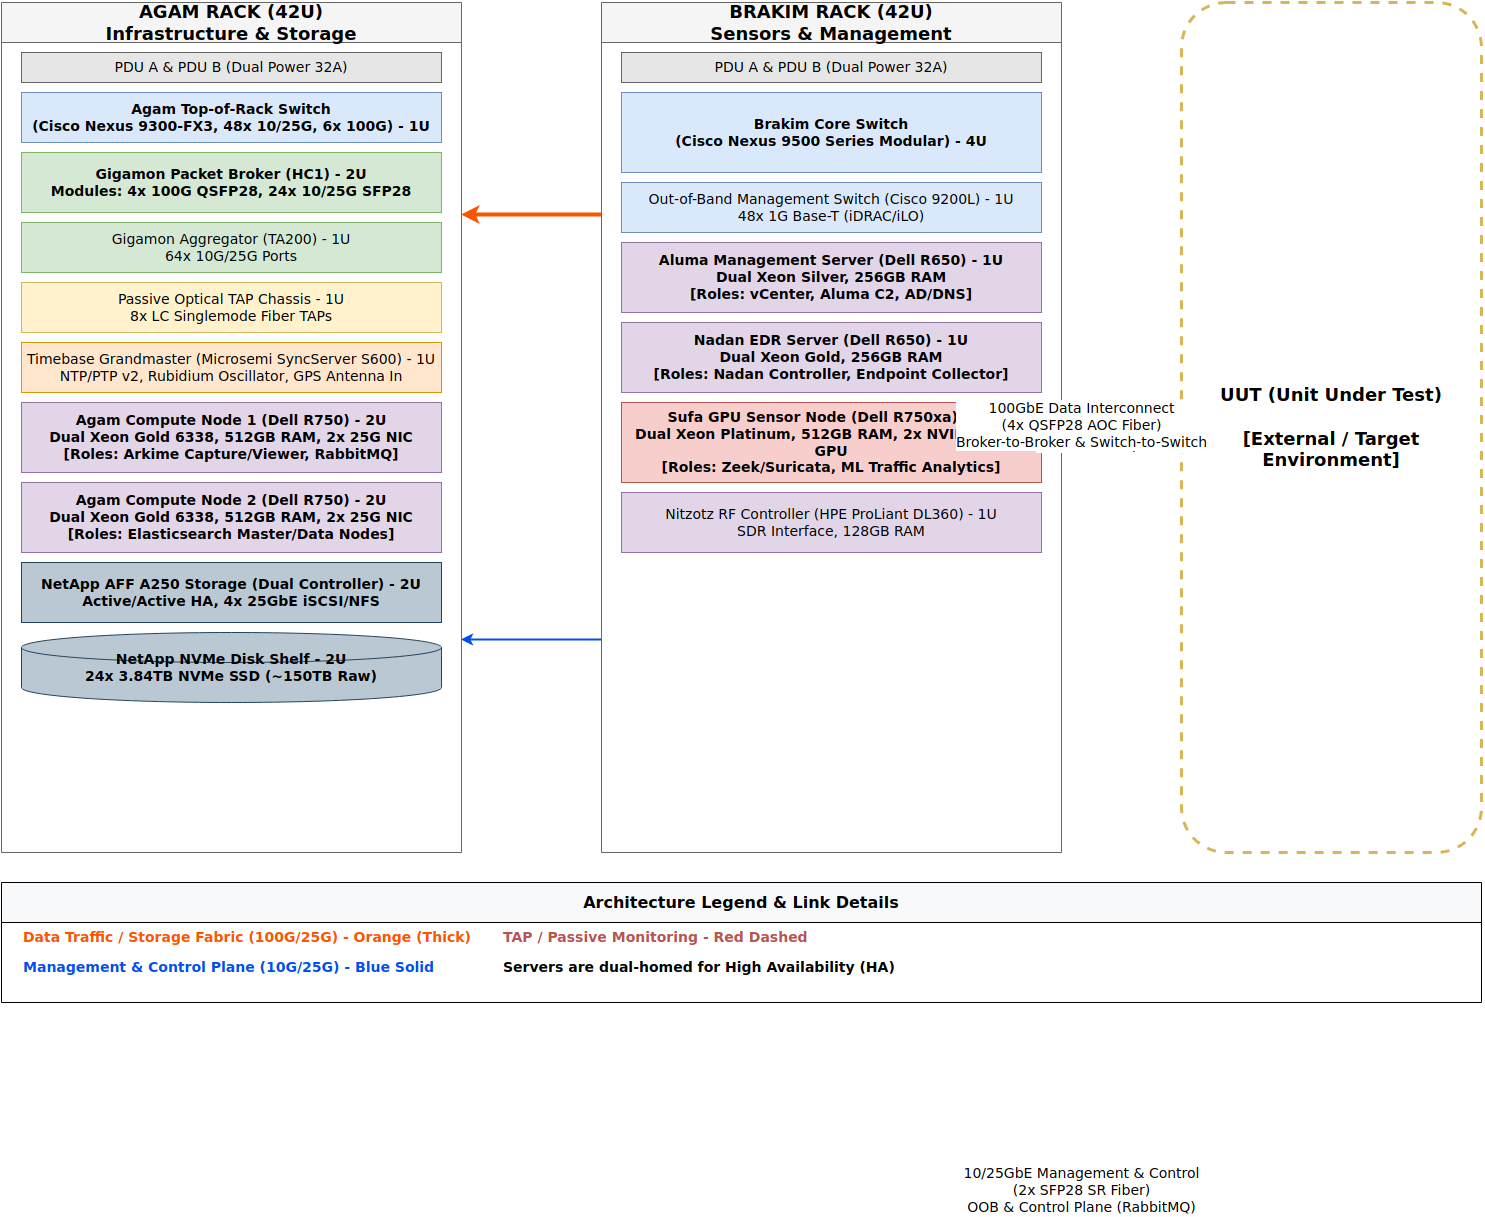 AGAM RACK (42U)
Infrastructure & Storage
PDU A & PDU B (Dual Power 32A)
Agam Top-of-Rack Switch
(Cisco Nexus 9300-FX3, 48x 10/25G, 6x 100G) - 1U
Gigamon Packet Broker (HC1) - 2U
Modules: 4x 100G QSFP28, 24x 10/25G SFP28
Gigamon Aggregator (TA200) - 1U
64x 10G/25G Ports
Passive Optical TAP Chassis - 1U
8x LC Singlemode Fiber TAPs
Timebase Grandmaster (Microsemi SyncServer S600) - 1U
NTP/PTP v2, Rubidium Oscillator, GPS Antenna In
Agam Compute Node 1 (Dell R750) - 2U
Dual Xeon Gold 6338, 512GB RAM, 2x 25G NIC
[Roles: Arkime Capture/Viewer, RabbitMQ]
Agam Compute Node 2 (Dell R750) - 2U
Dual Xeon Gold 6338, 512GB RAM, 2x 25G NIC
[Roles: Elasticsearch Master/Data Nodes]
NetApp AFF A250 Storage (Dual Controller) - 2U
Active/Active HA, 4x 25GbE iSCSI/NFS
NetApp NVMe Disk Shelf - 2U
24x 3.84TB NVMe SSD (~150TB Raw)
BRAKIM RACK (42U)
Sensors & Management
PDU A & PDU B (Dual Power 32A)
Brakim Core Switch
(Cisco Nexus 9500 Series Modular) - 4U
Out-of-Band Management Switch (Cisco 9200L) - 1U
48x 1G Base-T (iDRAC/iLO)
Aluma Management Server (Dell R650) - 1U
Dual Xeon Silver, 256GB RAM
[Roles: vCenter, Aluma C2, AD/DNS]
Nadan EDR Server (Dell R650) - 1U
Dual Xeon Gold, 256GB RAM
[Roles: Nadan Controller, Endpoint Collector]
Sufa GPU Sensor Node (Dell R750xa)
Dual Xeon Platinum, 512GB RAM, 2x
GPU
[Roles: Zeek/Suricata, ML Traffic Analytics]
Nitzotz RF Controller (HPE ProLiant DL360) - 1U
SDR Interface, 128GB RAM
100GbE Data Interconnect
(4x QSFP28 AOC Fiber)
Broker-to-Broker & Switch-to-Switch
UUT (Unit Under Test)
[External / Target
Environment]
Architecture Legend & Link Details
Data Traffic / Storage Fabric (100G/25G) - Orange (Thick)
TAP / Passive Monitoring - Red Dashed
Management & Control Plane (10G/25G) - Blue Solid
Servers are dual-homed for High Availability (HA)
10/25GbE Management & Control
(2x SFP28 SR Fiber)
OOB & Control Plane (RabbitMQ)